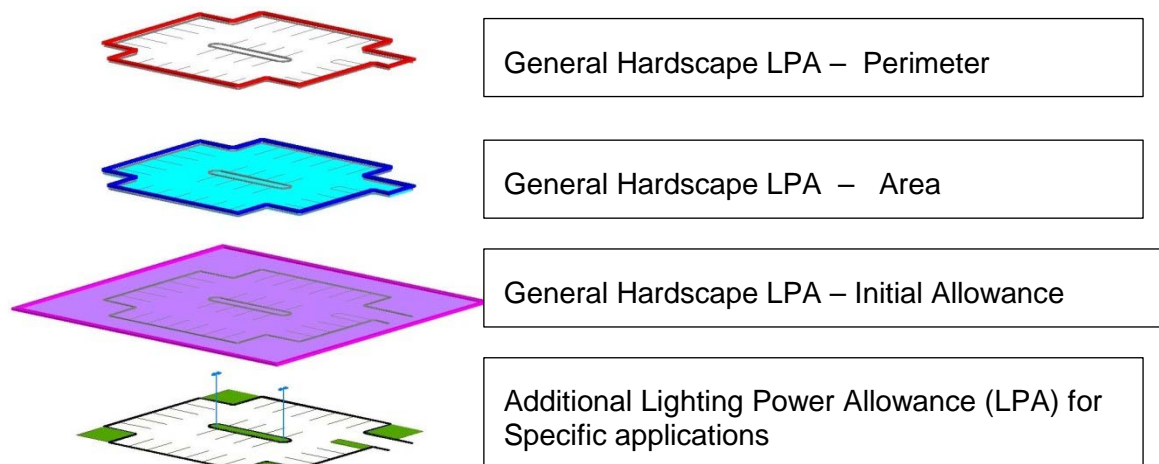 General Hardscape LPA – Perimeter
General Hardscape LPA – Area
General Hardscape LPA – Initial Allowance
Additional Lighting Power Allowance (LPA) for
Specific applications